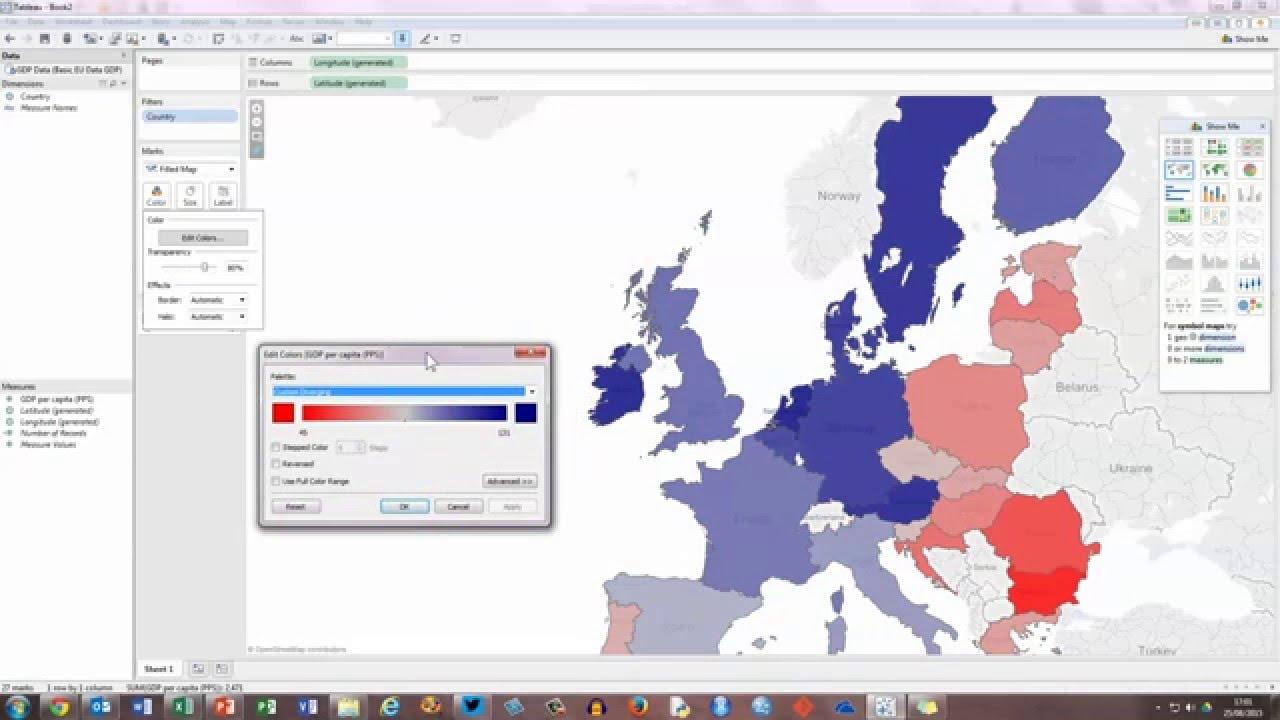 Tableau - Book2
File Data Worksheet Dashboard Story Analysis Map Format Server Window Help
Abc
Show Me
Data
GDP Data (Basic EU Data GDP)
Dimensions
Country
Measure Names
Measures
GDP per capita (PPS)
Latitude (generated)
Longitude (generated)
Number of Records
Measure Values
Pages
Filters
Country
Marks
Filled Map
Color
Size
Label
Color
Edit Colors...
Transparency
80%
Effects
Border: Automatic
Halo: Automatic
Columns
Longitude (generated)
Rows
Latitude (generated)
Iceland
Norway
Belarus
Ukraine
Switzerland
Serbia
France
Spain
Turkey
© OpenStreetMap contributors
Edit Colors [GDP per capita (PPS)]
Palette:
Custom Diverging
Stepped Color
Steps
Reversed
Use Full Color Range
Advanced >>
Reset
OK
Cancel
Apply
Show Me
For symbol maps try
1 geo dimension
0 or more dimensions
0 to 2 measures
Sheet 1
27 marks
1 row by 1 column
SUM(GDP per capita (PPS)): 2,471
17:01
25/08/2015